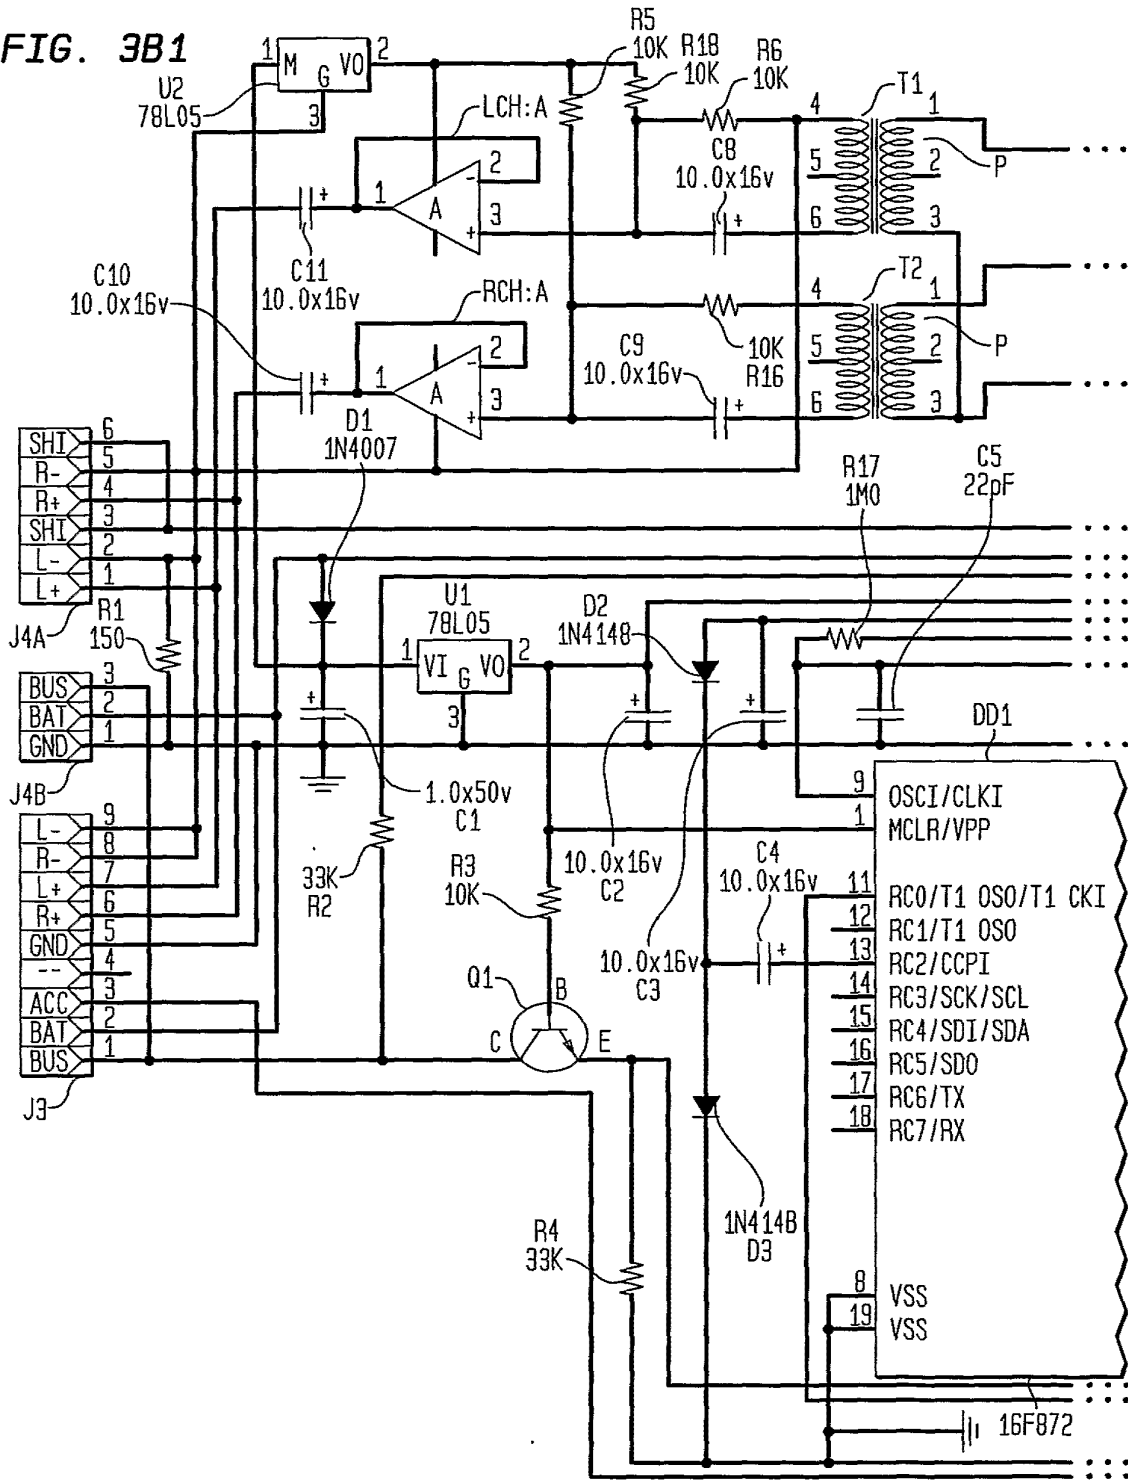 FIG. 3B1
1
M
VO
2
G
3
U2
78L05
R5
10K
R18
10K
R6
10K
T1
4
1
5
2
P
6
3
LCH:A
2
-
1
A
3
+
C8
10.0x16v
+
+
C11
10.0x16v
C10
10.0x16v
T2
4
1
5
2
P
6
3
RCH:A
2
-
1
A
3
+
+
10K
R16
C9
10.0x16v
+
D1
1N4007
SHI 6
R- 5
R+ 4
SHI 3
L- 2
L+ 1
J4A
R1
150
R17
1M0
C5
22pF
U1
78L05
1
VI
VO
2
G
3
D2
1N4148
BUS 3
BAT 2
GND 1
J4B
+
1.0x50v
C1
+
10.0x16v
C2
+
10.0x16v
C3
DD1
L- 9
R- 8
L+ 7
R+ 6
GND 5
-- 4
ACC 3
BAT 2
BUS 1
J3
33K
R2
R3
10K
C4
10.0x16v
+
Q1
B
C
E
9 OSCI/CLKI
1 MCLR/VPP
11 RC0/T1 OSO/T1 CKI
12 RC1/T1 OSO
13 RC2/CCPI
14 RC3/SCK/SCL
15 RC4/SDI/SDA
16 RC5/SDO
17 RC6/TX
18 RC7/RX
1N414B
D3
R4
33K
8 VSS
19 VSS
16F872